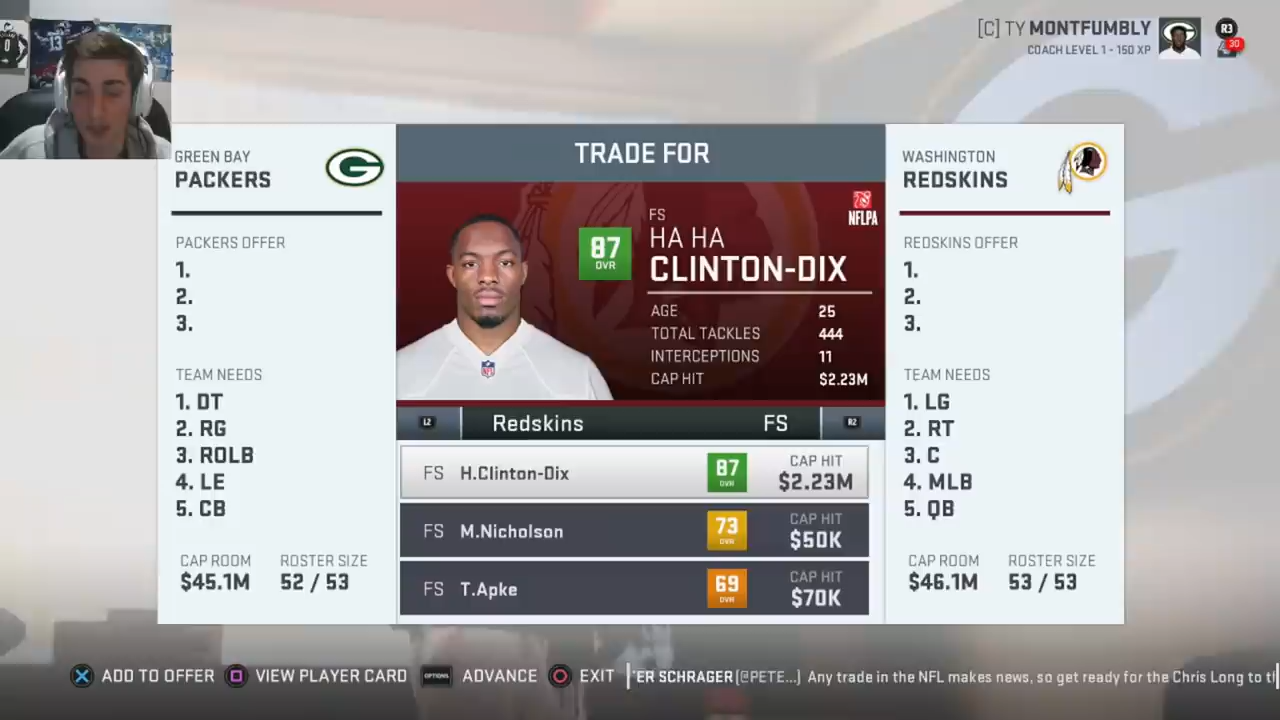 [C] TY MONTFUMBLY
COACH LEVEL 1 - 150 XP
R3
30
13
0
GREEN BAY
PACKERS
PACKERS OFFER
1.
2.
3.
TEAM NEEDS
1. DT
2. RG
3. ROLB
4. LE
5. CB
CAP ROOM
$45.1M
ROSTER SIZE
52 / 53
TRADE FOR
NFLPA
87
OVR
FS
HA HA
CLINTON-DIX
AGE 25
TOTAL TACKLES 444
INTERCEPTIONS 11
CAP HIT $2.23M
L2 Redskins FS R2
FS H.Clinton-Dix 87 OVR CAP HIT $2.23M
FS M.Nicholson 73 OVR CAP HIT $50K
FS T.Apke 69 OVR CAP HIT $70K
WASHINGTON
REDSKINS
REDSKINS OFFER
1.
2.
3.
TEAM NEEDS
1. LG
2. RT
3. C
4. MLB
5. QB
CAP ROOM
$46.1M
ROSTER SIZE
53 / 53
ADD TO OFFER VIEW PLAYER CARD OPTIONS ADVANCE EXIT 'ER SCHRAGER [@PETE...] Any trade in the NFL makes news, so get ready for the Chris Long to t